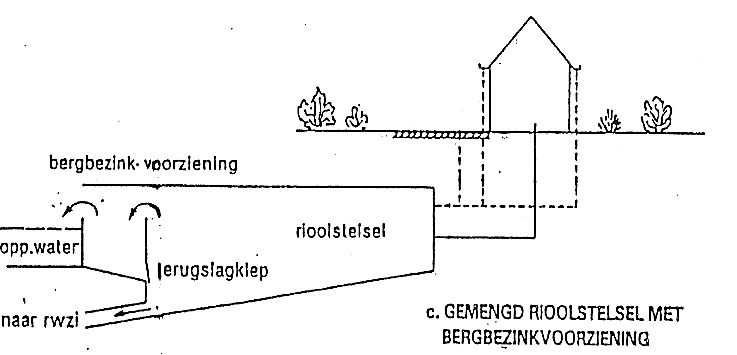 bergbezink- voorziening
rioolstelsel
opp.water
terugslagklep
naar rwzi
c. GEMENGD RIOOLSTELSEL MET
BERGBEZINKVOORZIENING